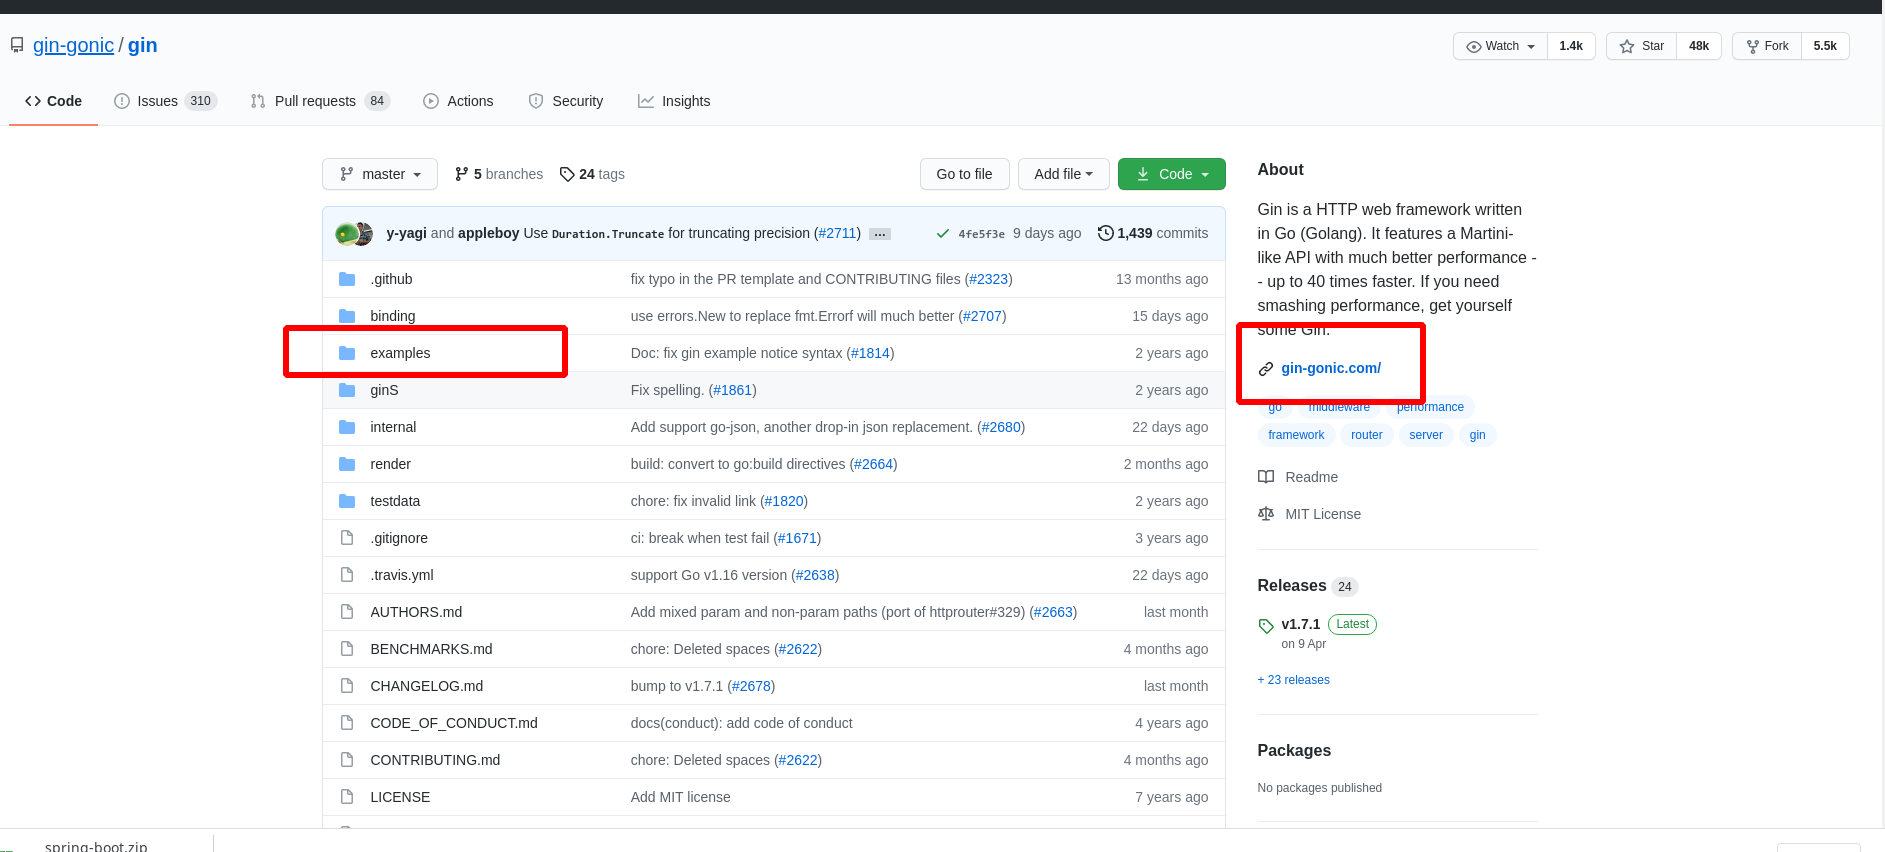 gin-gonic / gin
Watch 1.4k Star 48k Fork 5.5k
Code Issues 310 Pull requests 84 Actions Security Insights
master 5 branches 24 tags Go to file Add file Code
y-yagi and appleboy Use Duration.Truncate for truncating precision (#2711) ... 4fe5f3e 9 days ago 1,439 commits
.github fix typo in the PR template and CONTRIBUTING files (#2323) 13 months ago
binding use errors.New to replace fmt.Errorf will much better (#2707) 15 days ago
examples Doc: fix gin example notice syntax (#1814) 2 years ago
ginS Fix spelling. (#1861) 2 years ago
internal Add support go-json, another drop-in json replacement. (#2680) 22 days ago
render build: convert to go:build directives (#2664) 2 months ago
testdata chore: fix invalid link (#1820) 2 years ago
.gitignore ci: break when test fail (#1671) 3 years ago
.travis.yml support Go v1.16 version (#2638) 22 days ago
AUTHORS.md Add mixed param and non-param paths (port of httprouter#329) (#2663) last month
BENCHMARKS.md chore: Deleted spaces (#2622) 4 months ago
CHANGELOG.md bump to v1.7.1 (#2678) last month
CODE_OF_CONDUCT.md docs(conduct): add code of conduct 4 years ago
CONTRIBUTING.md chore: Deleted spaces (#2622) 4 months ago
LICENSE Add MIT license 7 years ago
About
Gin is a HTTP web framework written
in Go (Golang). It features a Martini-
like API with much better performance -
- up to 40 times faster. If you need
smashing performance, get yourself
some Gin.
gin-gonic.com/
go middleware performance
framework router server gin
Readme
MIT License
Releases 24
v1.7.1 Latest
on 9 Apr
+ 23 releases
Packages
No packages published
spring-boot.zip